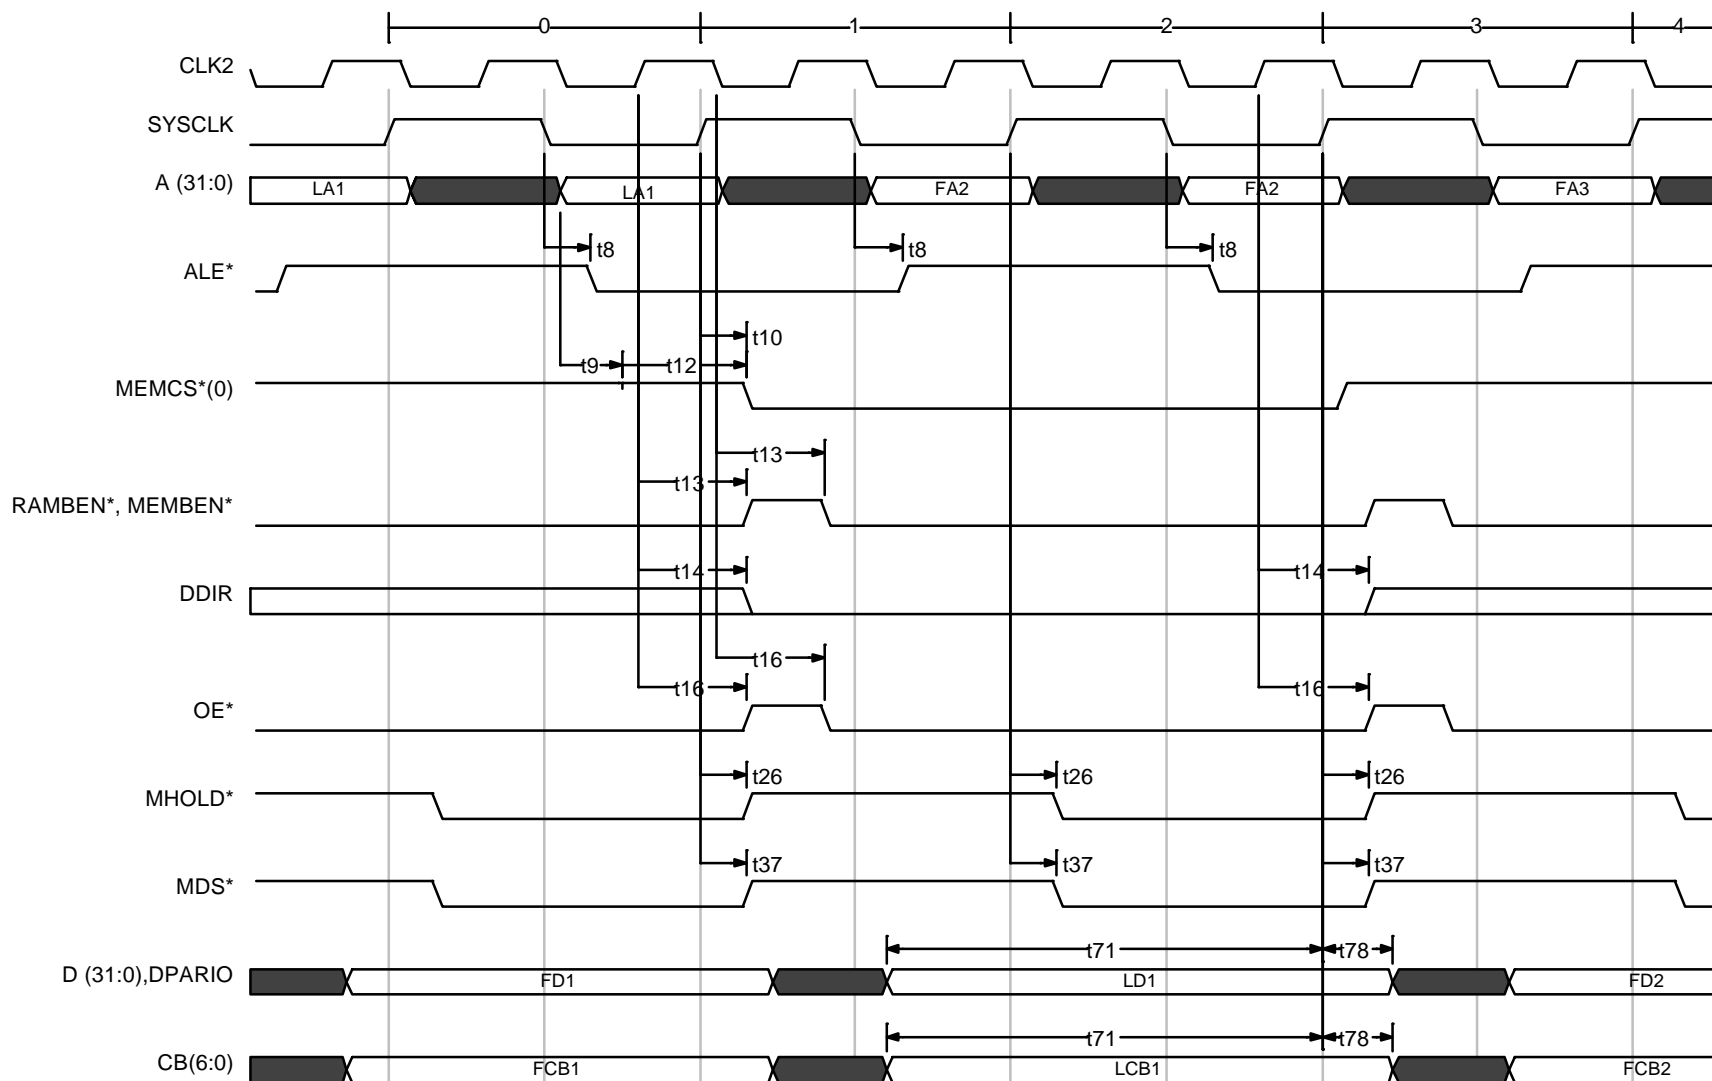 0 1 2 3 4
CLK2
SYSCLK
A (31:0) LA1 LA1 FA2 FA2 FA3
t8 t8 t8
ALE*
t10
t9 t12
MEMCS*(0)
t13
t13
RAMBEN*, MEMBEN*
t14 t14
DDIR
t16
t16 t16
OE*
t26 t26 t26
MHOLD*
t37 t37 t37
MDS*
t71 t78
D (31:0),DPARIO FD1 LD1 FD2
t71 t78
CB(6:0) FCB1 LCB1 FCB2